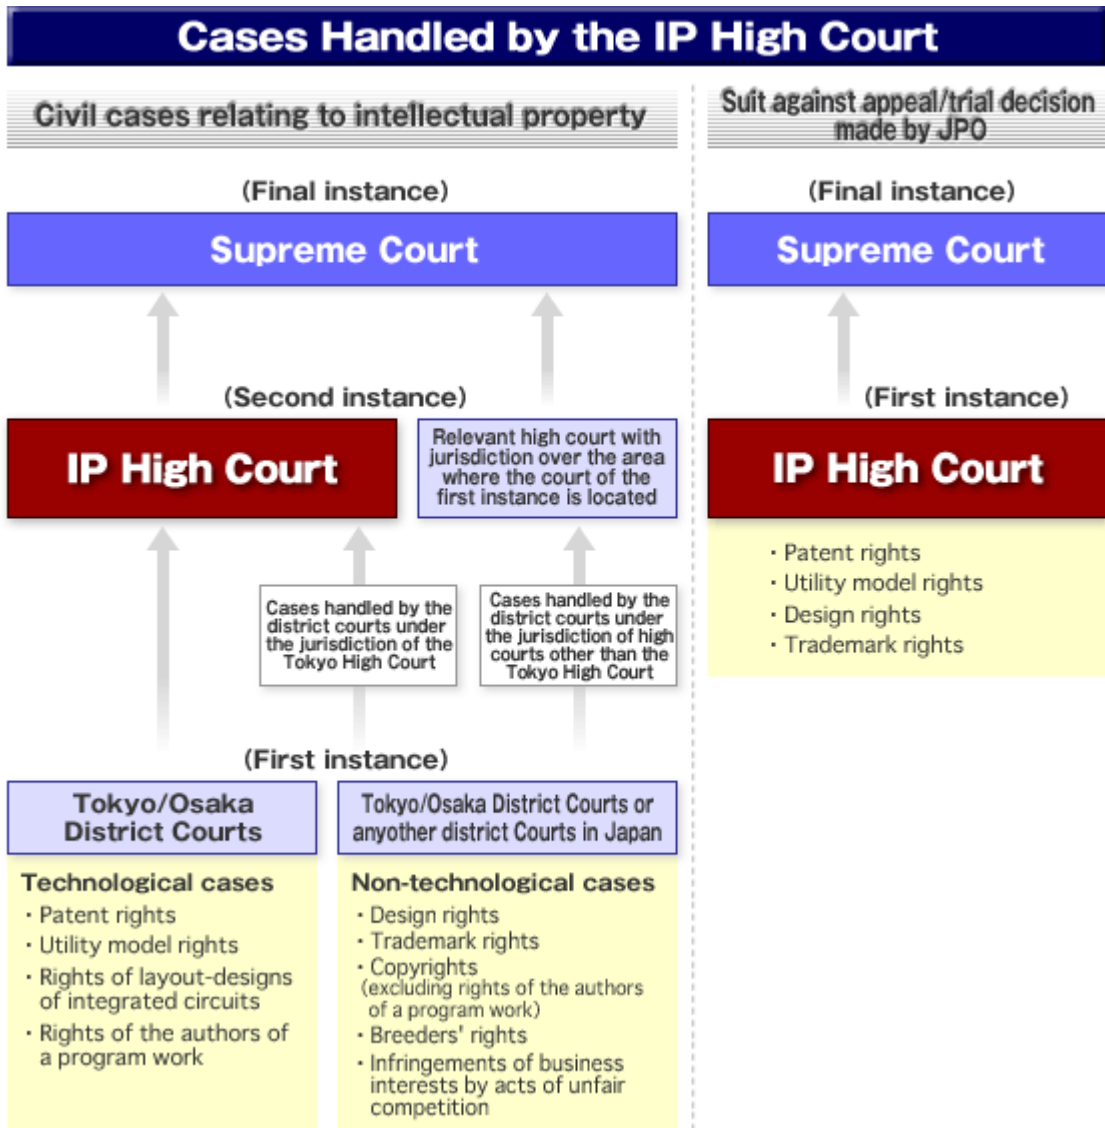 Cases Handled by the IP High Court
Civil cases relating to intellectual property
(Final instance)
Supreme Court
(Second instance)
IP High Court
Relevant high court with
jurisdiction over the area
where the court of the
first instance is located
Cases handled by the
district courts under
the jurisdiction of the
Tokyo High Court
Cases handled by the
district courts under
the jurisdiction of high
courts other than the
Tokyo High Court
(First instance)
Tokyo/Osaka
District Courts
Technological cases
・Patent rights
・Utility model rights
・Rights of layout-designs
of integrated circuits
・Rights of the authors of
a program work
Tokyo/Osaka District Courts or
anyother district Courts in Japan
Non-technological cases
・Design rights
・Trademark rights
・Copyrights
(excluding rights of the authors
of a program work)
・Breeders' rights
・Infringements of business
interests by acts of unfair
competition
Suit against appeal/trial decision
made by JPO
(Final instance)
Supreme Court
(First instance)
IP High Court
・Patent rights
・Utility model rights
・Design rights
・Trademark rights